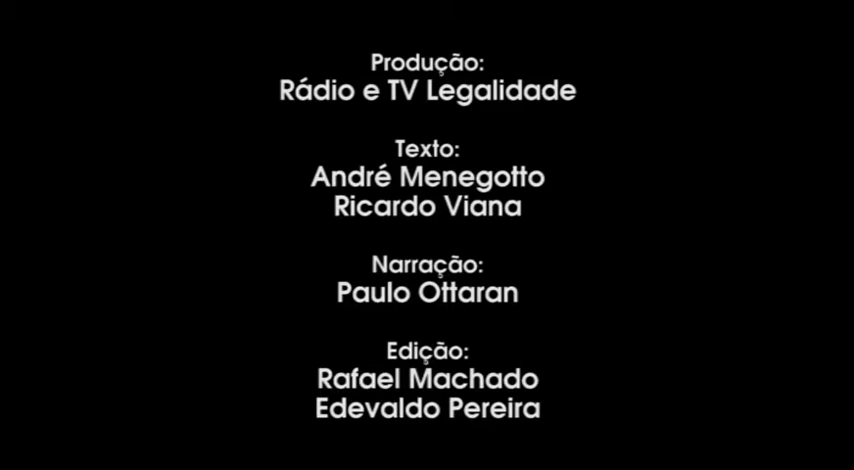 Produção:
Rádio e TV Legalidade
Texto:
André Menegotto
Ricardo Viana
Narração:
Paulo Ottaran
Edição:
Rafael Machado
Edevaldo Pereira